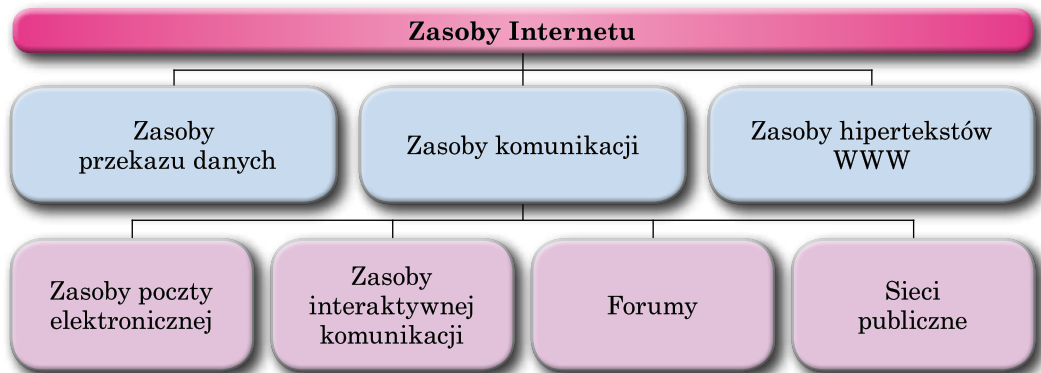 Zasoby Internetu
Zasoby
przekazu danych
Zasoby komunikacji
Zasoby hipertekstów
WWW
Zasoby poczty
elektronicznej
Zasoby
interaktywnej
komunikacji
Forumy
Sieci
publiczne